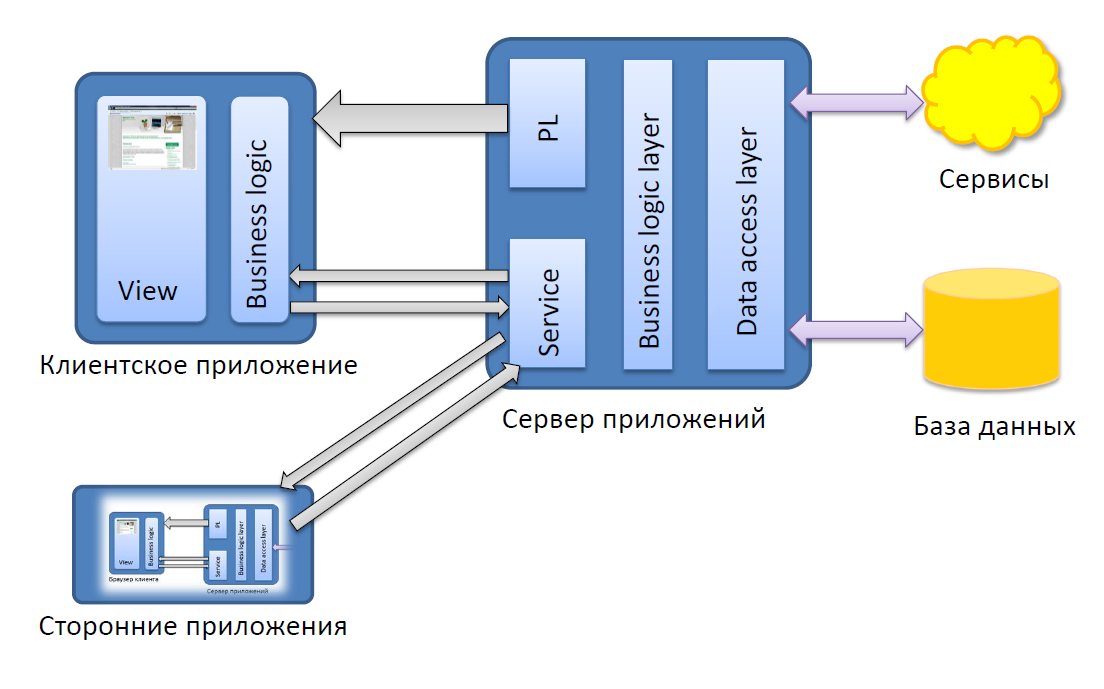 View
Business logic
Клиентское приложение
PL
Service
Business logic layer
Data access layer
Сервер приложений
Сервисы
База данных
View
Business logic
Браузер клиента
PL
Service
Business logic layer
Data access layer
Сервер приложений
Сторонние приложения